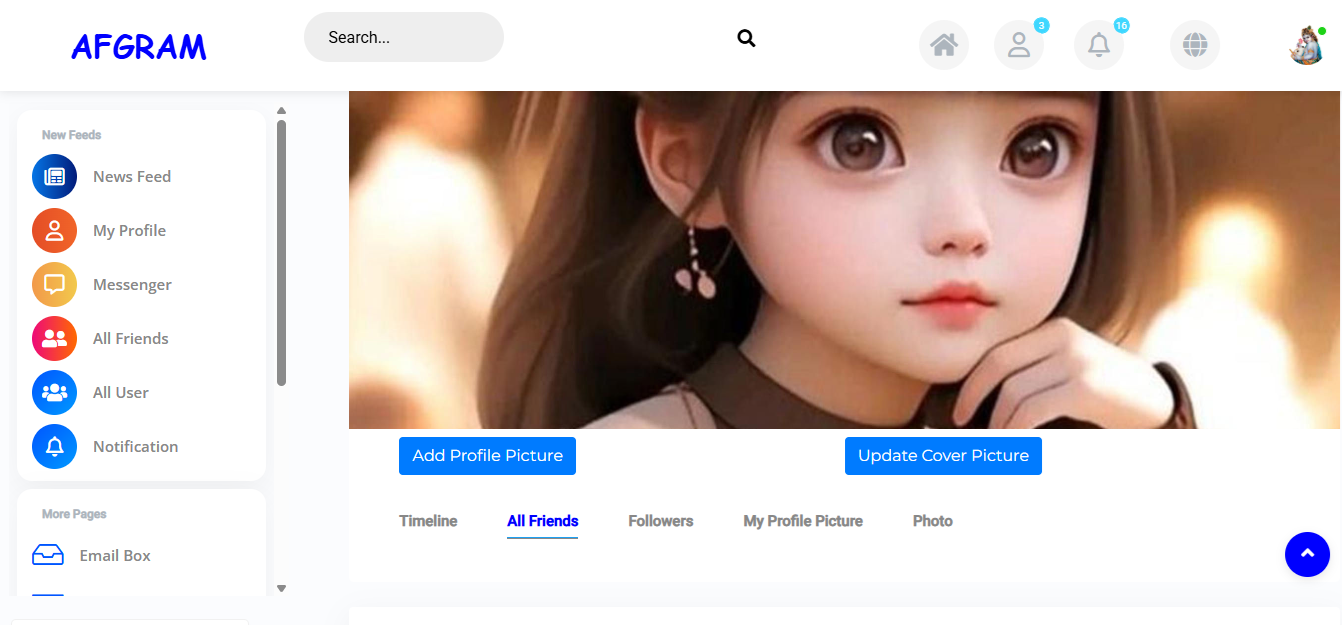 AFGRAM
Search...
3
16
New Feeds
News Feed
My Profile
Messenger
All Friends
All User
Notification
More Pages
Email Box
Add Profile Picture
Update Cover Picture
Timeline
All Friends
Followers
My Profile Picture
Photo